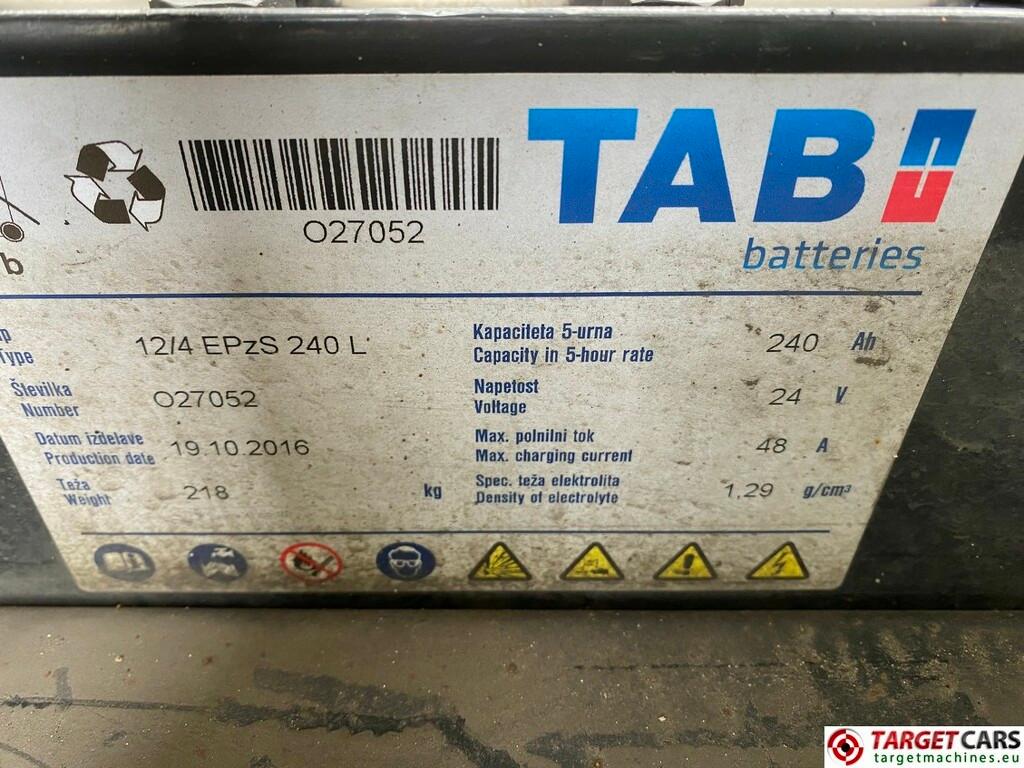 TAB
batteries
O27052
b
Type
12/4 EPzS 240 L
Številka
Number
O27052
Datum izdelave
Production date
19.10.2016
Teža
Weight
218 kg
Kapaciteta 5-urna
Capacity in 5-hour rate
240 Ah
Napetost
Voltage
24 V
Max. polnilni tok
Max. charging current
48 A
Spec. teža elektrolita
Density of electrolyte
1,29 g/cm³
TARGETCARS
targetmachines.eu